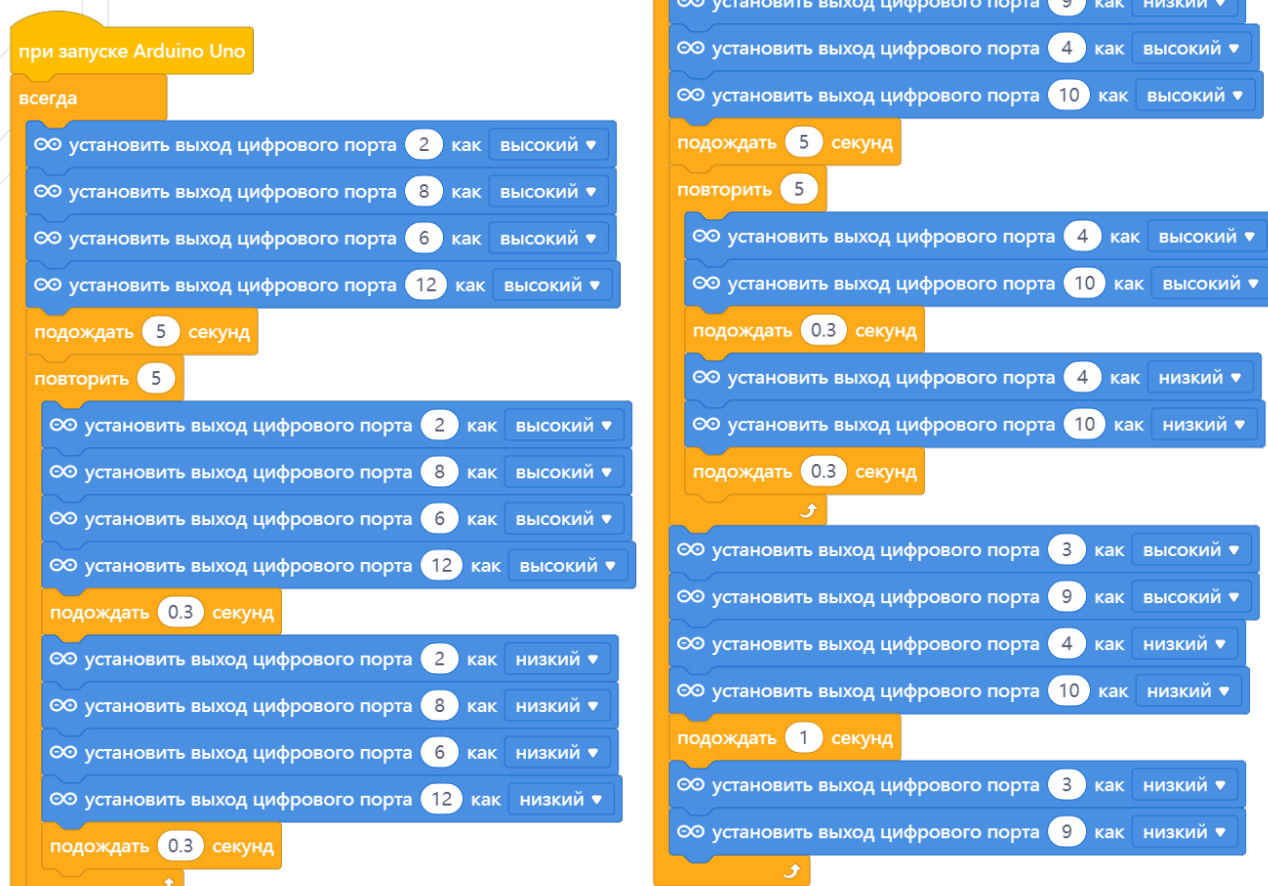 при запуске Arduino Uno
всегда
установить выход цифрового порта 2 как высокий
установить выход цифрового порта 8 как высокий
установить выход цифрового порта 6 как высокий
установить выход цифрового порта 12 как высокий
подождать 5 секунд
повторить 5
установить выход цифрового порта 2 как высокий
установить выход цифрового порта 8 как высокий
установить выход цифрового порта 6 как высокий
установить выход цифрового порта 12 как высокий
подождать 0.3 секунд
установить выход цифрового порта 2 как низкий
установить выход цифрового порта 8 как низкий
установить выход цифрового порта 6 как низкий
установить выход цифрового порта 12 как низкий
подождать 0.3 секунд
установить выход цифрового порта 9 как низкий
установить выход цифрового порта 4 как высокий
установить выход цифрового порта 10 как высокий
подождать 5 секунд
повторить 5
установить выход цифрового порта 4 как высокий
установить выход цифрового порта 10 как высокий
подождать 0.3 секунд
установить выход цифрового порта 4 как низкий
установить выход цифрового порта 10 как низкий
подождать 0.3 секунд
установить выход цифрового порта 3 как высокий
установить выход цифрового порта 9 как высокий
установить выход цифрового порта 4 как низкий
установить выход цифрового порта 10 как низкий
подождать 1 секунд
установить выход цифрового порта 3 как низкий
установить выход цифрового порта 9 как низкий